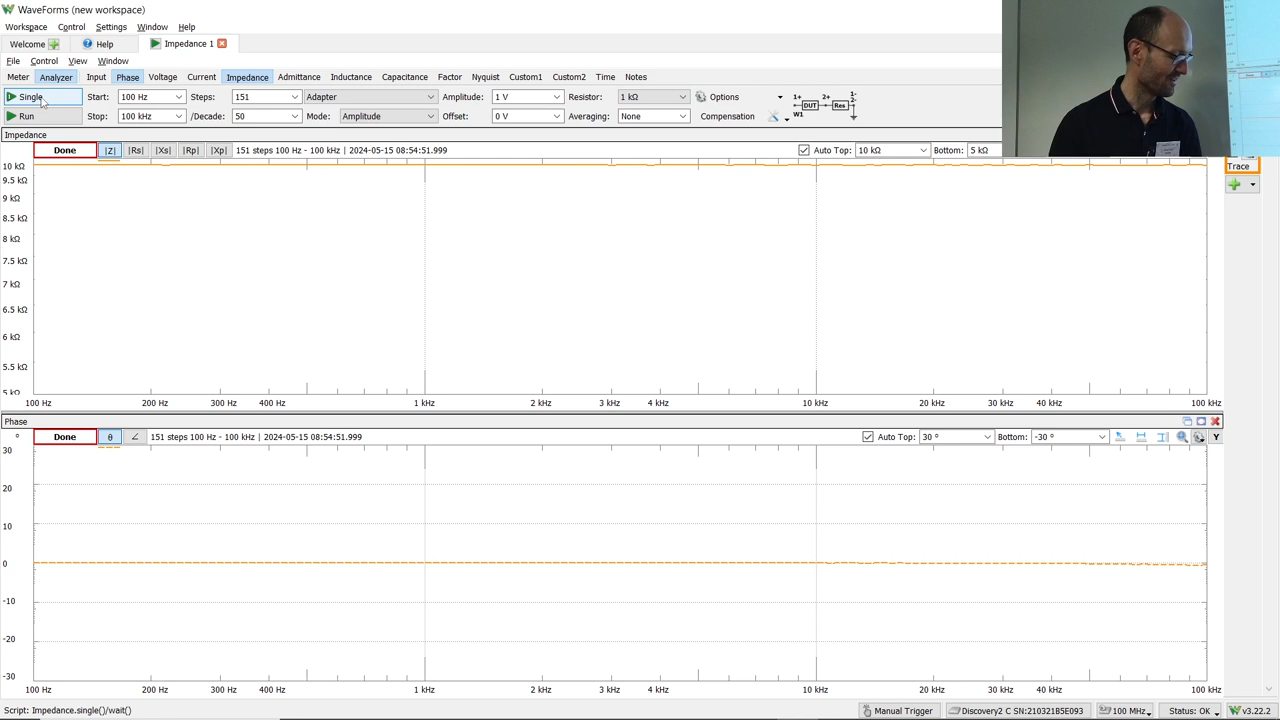 WaveForms (new workspace)
Workspace Control Settings Window Help
Welcome Help Impedance 1
File Control View Window
Meter Analyzer Input Phase Voltage Current Impedance Admittance Inductance Capacitance Factor Nyquist Custom1 Custom2 Time Notes
Single Start: 100 Hz Steps: 151 Adapter Amplitude: 1 V Resistor: 1 kΩ Options
Run Stop: 100 kHz /Decade: 50 Mode: Amplitude Offset: 0 V Averaging: None Compensation
1+ 2+ 1-
DUT Res
W1
Impedance
Done |Z| |Rs| |Xs| |Rp| |Xp| 151 steps 100 Hz - 100 kHz | 2024-05-15 08:54:51.999 Auto Top: 10 kΩ Bottom: 5 kΩ
Trace
10 kΩ
9.5 kΩ
9 kΩ
8.5 kΩ
8 kΩ
7.5 kΩ
7 kΩ
6.5 kΩ
6 kΩ
5.5 kΩ
5 kΩ
100 Hz 200 Hz 300 Hz 400 Hz 1 kHz 2 kHz 3 kHz 4 kHz 10 kHz 20 kHz 30 kHz 40 kHz 100 kHz
Phase
° Done θ ∠ 151 steps 100 Hz - 100 kHz | 2024-05-15 08:54:51.999 Auto Top: 30 ° Bottom: -30 ° Y
30
20
10
0
-10
-20
-30
100 Hz 200 Hz 300 Hz 400 Hz 1 kHz 2 kHz 3 kHz 4 kHz 10 kHz 20 kHz 30 kHz 40 kHz 100 kHz
Script: Impedance.single()/wait() Manual Trigger Discovery2 C SN:210321B5E093 100 MHz Status: OK v3.22.2